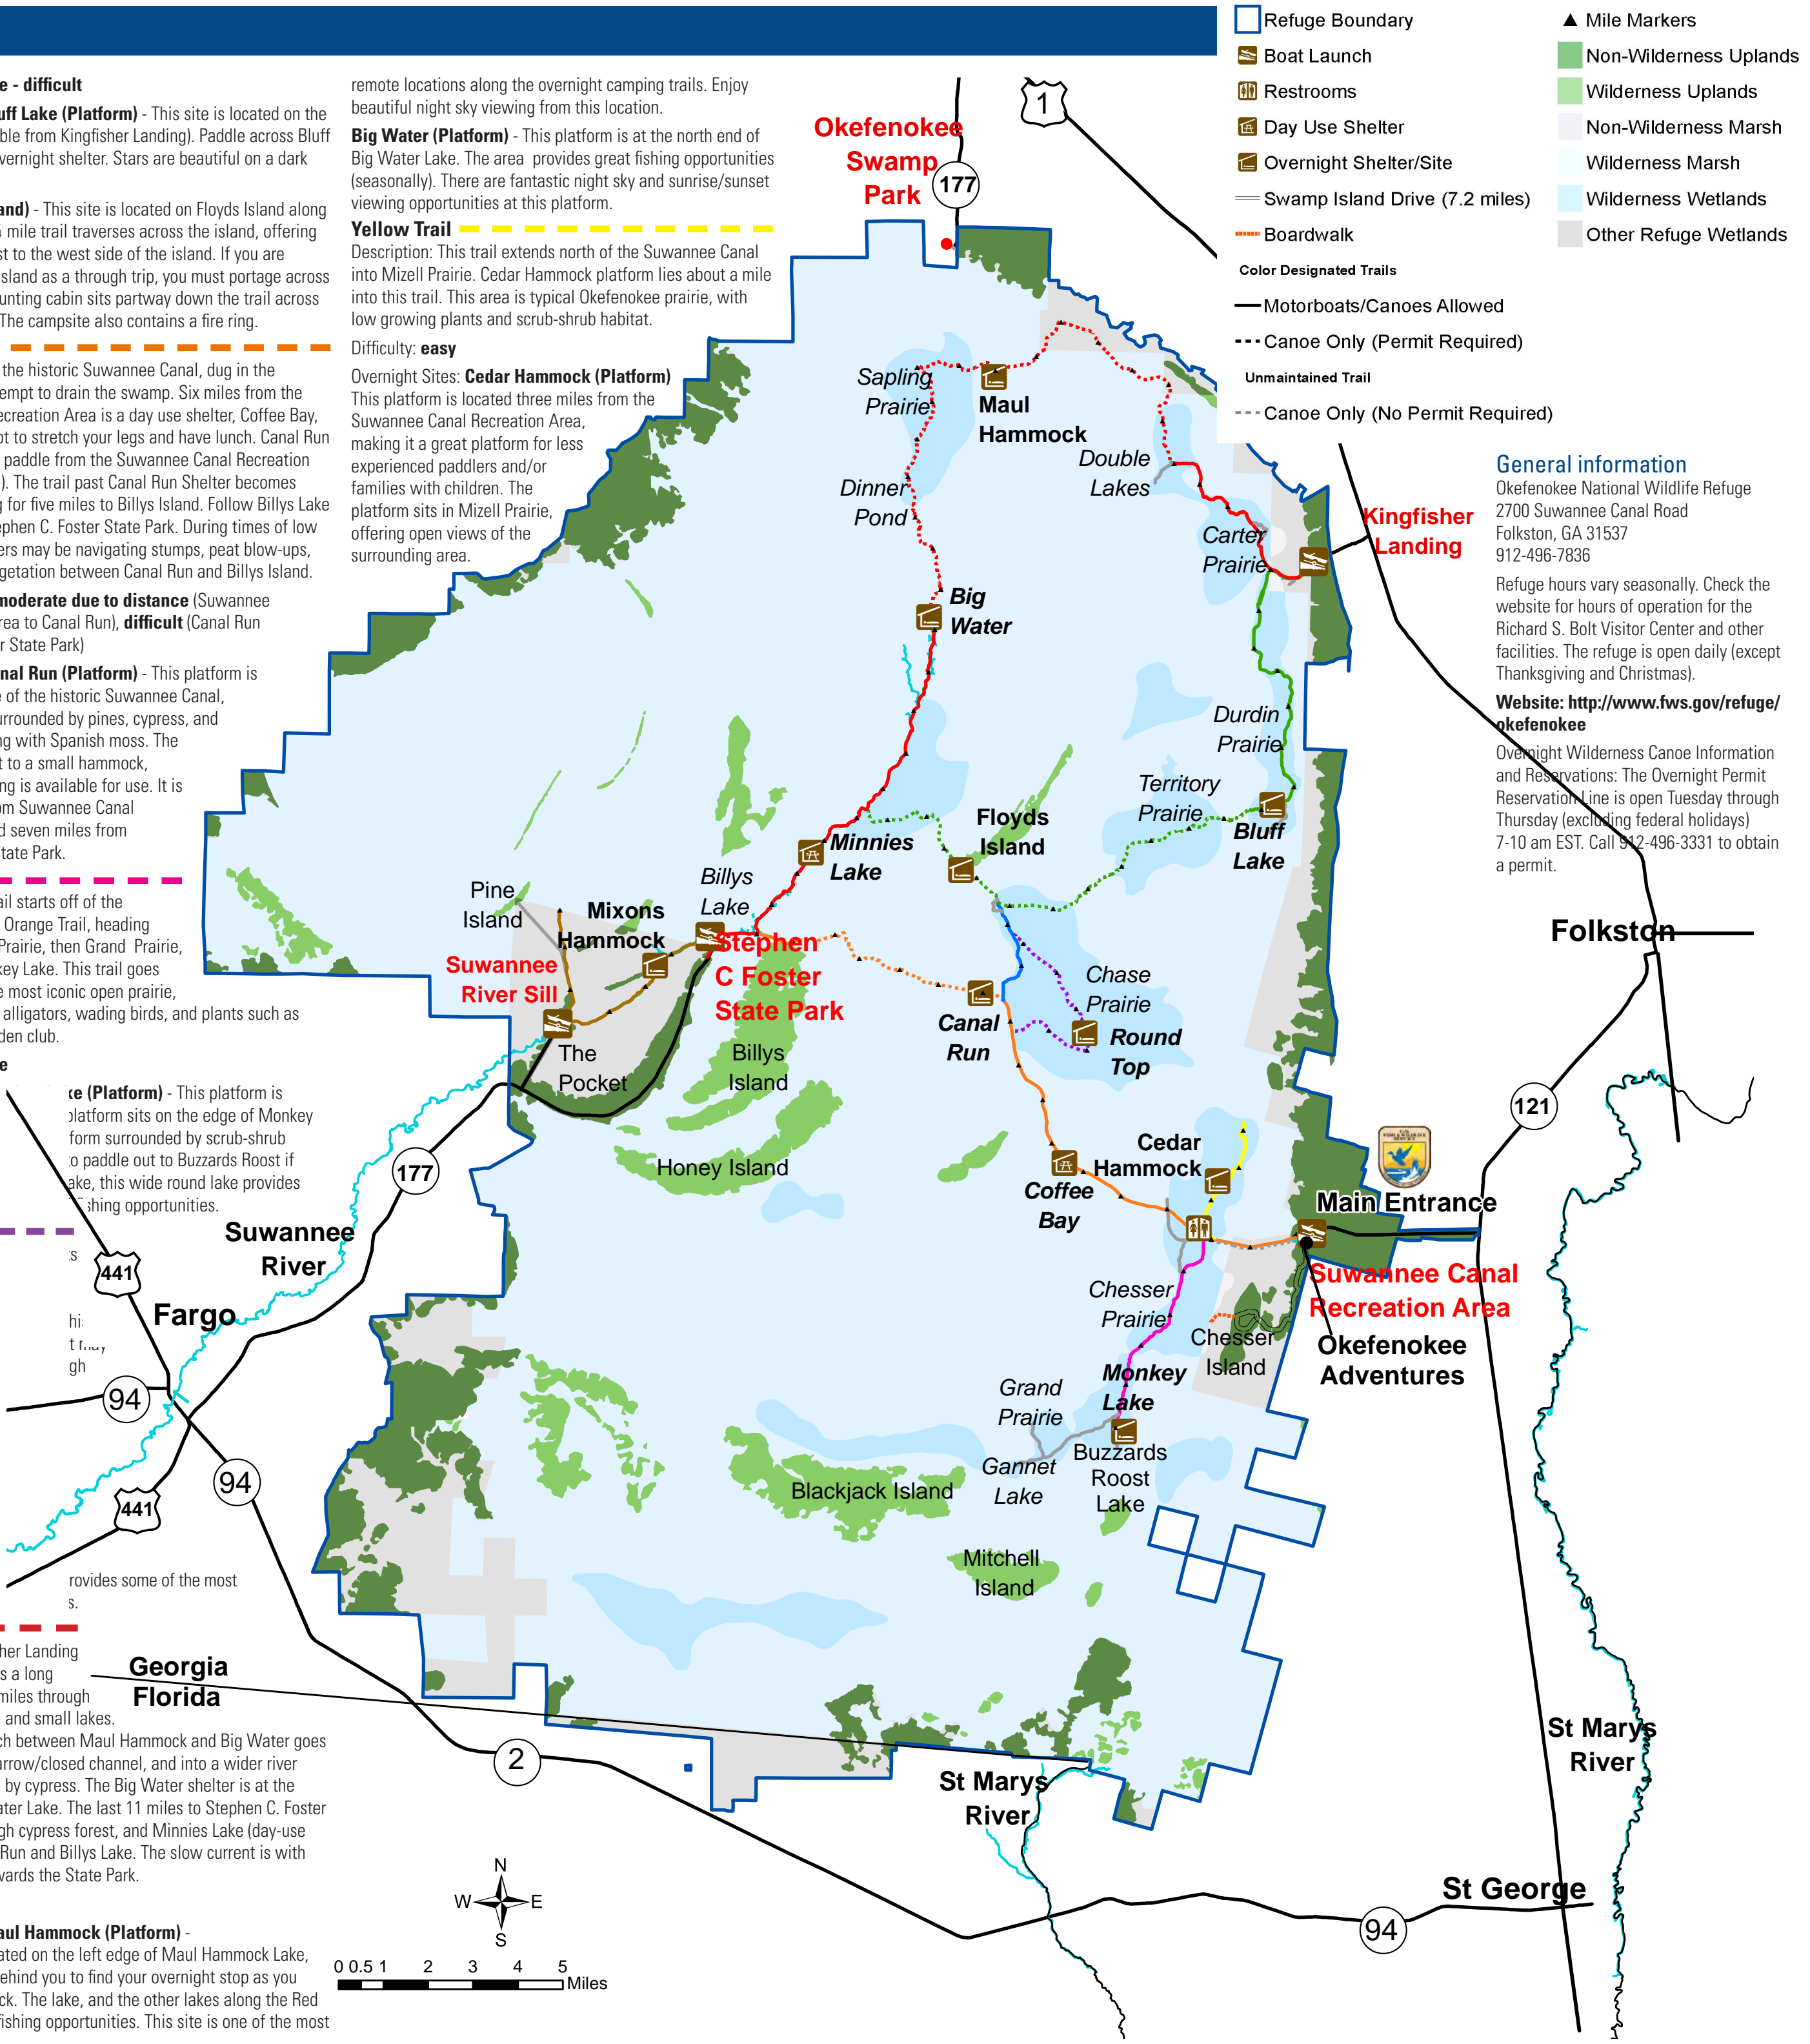 e - difficult
uff Lake (Platform) - This site is located on the
ble from Kingfisher Landing). Paddle across Bluff
vernight shelter. Stars are beautiful on a dark
and) - This site is located on Floyds Island along
mile trail traverses across the island, offering
st to the west side of the island. If you are
sland as a through trip, you must portage across
unting cabin sits partway down the trail across
The campsite also contains a fire ring.
the historic Suwannee Canal, dug in the
tempt to drain the swamp. Six miles from the
ecreation Area is a day use shelter, Coffee Bay,
ot to stretch your legs and have lunch. Canal Run
paddle from the Suwannee Canal Recreation
e). The trail past Canal Run Shelter becomes
g for five miles to Billys Island. Follow Billys Lake
ephen C. Foster State Park. During times of low
ers may be navigating stumps, peat blow-ups,
getation between Canal Run and Billys Island.
moderate due to distance (Suwannee
rea to Canal Run), difficult (Canal Run
r State Park)
nal Run (Platform) - This platform is
e of the historic Suwannee Canal,
urrounded by pines, cypress, and
ng with Spanish moss. The
t to a small hammock,
ng is available for use. It is
om Suwannee Canal
d seven miles from
tate Park.
ail starts off of the
Orange Trail, heading
Prairie, then Grand Prairie,
key Lake. This trail goes
e most iconic open prairie,
alligators, wading birds, and plants such as
den club.
e
ke (Platform) - This platform is
platform sits on the edge of Monkey
form surrounded by scrub-shrub
to paddle out to Buzzards Roost if
ake, this wide round lake provides
shing opportunities.
ts
hi
t may
gh
rovides some of the most
s.
her Landing
s a long
miles through
and small lakes.
ch between Maul Hammock and Big Water goes
arrow/closed channel, and into a wider river
by cypress. The Big Water shelter is at the
ater Lake. The last 11 miles to Stephen C. Foster
gh cypress forest, and Minnies Lake (day-use
Run and Billys Lake. The slow current is with
wards the State Park.
aul Hammock (Platform) -
ated on the left edge of Maul Hammock Lake,
ehind you to find your overnight stop as you
ck. The lake, and the other lakes along the Red
fishing opportunities. This site is one of the most
remote locations along the overnight camping trails. Enjoy
beautiful night sky viewing from this location.
Big Water (Platform) - This platform is at the north end of
Big Water Lake. The area provides great fishing opportunities
(seasonally). There are fantastic night sky and sunrise/sunset
viewing opportunities at this platform.
Yellow Trail
Description: This trail extends north of the Suwannee Canal
into Mizell Prairie. Cedar Hammock platform lies about a mile
into this trail. This area is typical Okefenokee prairie, with
low growing plants and scrub-shrub habitat.
Difficulty: easy
Overnight Sites: Cedar Hammock (Platform)
This platform is located three miles from the
Suwannee Canal Recreation Area,
making it a great platform for less
experienced paddlers and/or
families with children. The
platform sits in Mizell Prairie,
offering open views of the
surrounding area.
Refuge Boundary
Boat Launch
Restrooms
Day Use Shelter
Overnight Shelter/Site
Swamp Island Drive (7.2 miles)
Boardwalk
Color Designated Trails
Motorboats/Canoes Allowed
Canoe Only (Permit Required)
Unmaintained Trail
Canoe Only (No Permit Required)
Mile Markers
Non-Wilderness Uplands
Wilderness Uplands
Non-Wilderness Marsh
Wilderness Marsh
Wilderness Wetlands
Other Refuge Wetlands
General information
Okefenokee National Wildlife Refuge
2700 Suwannee Canal Road
Folkston, GA 31537
912-496-7836
Refuge hours vary seasonally. Check the
website for hours of operation for the
Richard S. Bolt Visitor Center and other
facilities. The refuge is open daily (except
Thanksgiving and Christmas).
Website: http://www.fws.gov/refuge/
okefenokee
Overnight Wilderness Canoe Information
and Reservations: The Overnight Permit
Reservation Line is open Tuesday through
Thursday (excluding federal holidays)
7-10 am EST. Call 912-496-3331 to obtain
a permit.
1
Okefenokee
Swamp
Park
177
Sapling
Prairie
Maul
Hammock
Double
Lakes
Dinner
Pond
Carter
Prairie
Kingfisher
Landing
Big
Water
Durdin
Prairie
Territory
Prairie
Bluff
Lake
Floyds
Island
Minnies
Lake
Billys
Lake
Pine
Island
Mixons
Hammock
Suwannee
River Sill
Stephen
C Foster
State Park
Folkston
Chase
Prairie
Canal
Run
Round
Top
The
Pocket
Billys
Island
121
Honey Island
Cedar
Hammock
Coffee
Bay
Main Entrance
177
Suwannee
River
441
Fargo
Suwannee Canal
Recreation Area
Chesser
Prairie
Chesser
Island
Okefenokee
Adventures
Monkey
Lake
Grand
Prairie
94
Gannet
Lake
Buzzards
Roost
Lake
94
441
Blackjack Island
Mitchell
Island
Georgia
Florida
2
St Marys
River
St Marys
River
St George
94
N
W E
S
0 0.5 1 2 3 4 5
Miles